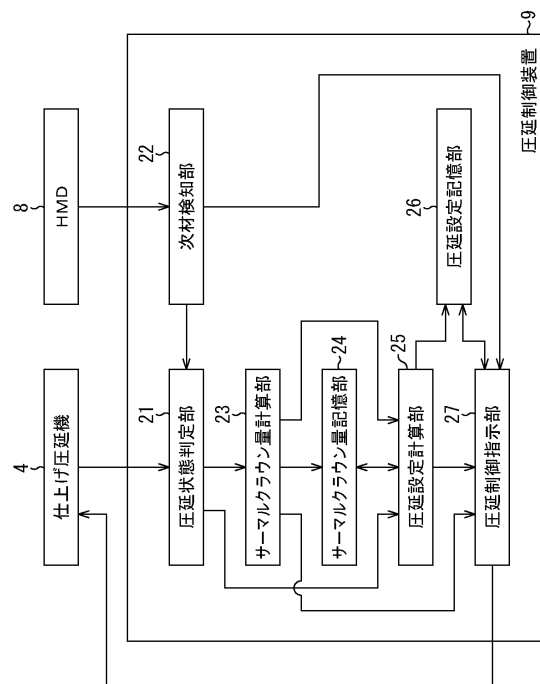 8
HMD
9
圧延制御装置
22
次材検知部
26
圧延設定記憶部
4
仕上げ圧延機
21
圧延状態判定部
23
サーマルクラウン量計算部
24
サーマルクラウン量記憶部
25
圧延設定計算部
27
圧延制御指示部